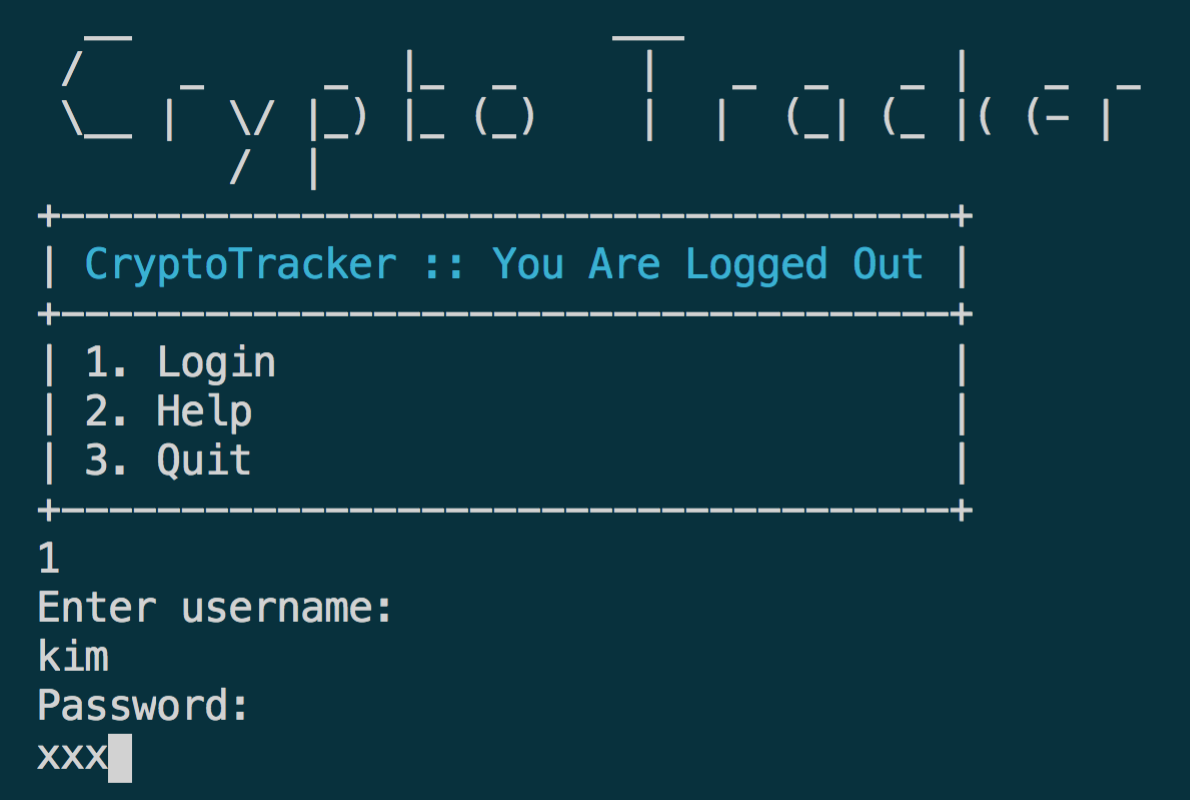 Crypto Tracker
CryptoTracker :: You Are Logged Out
1. Login
2. Help
3. Quit
1
Enter username:
kim
Password:
xxx